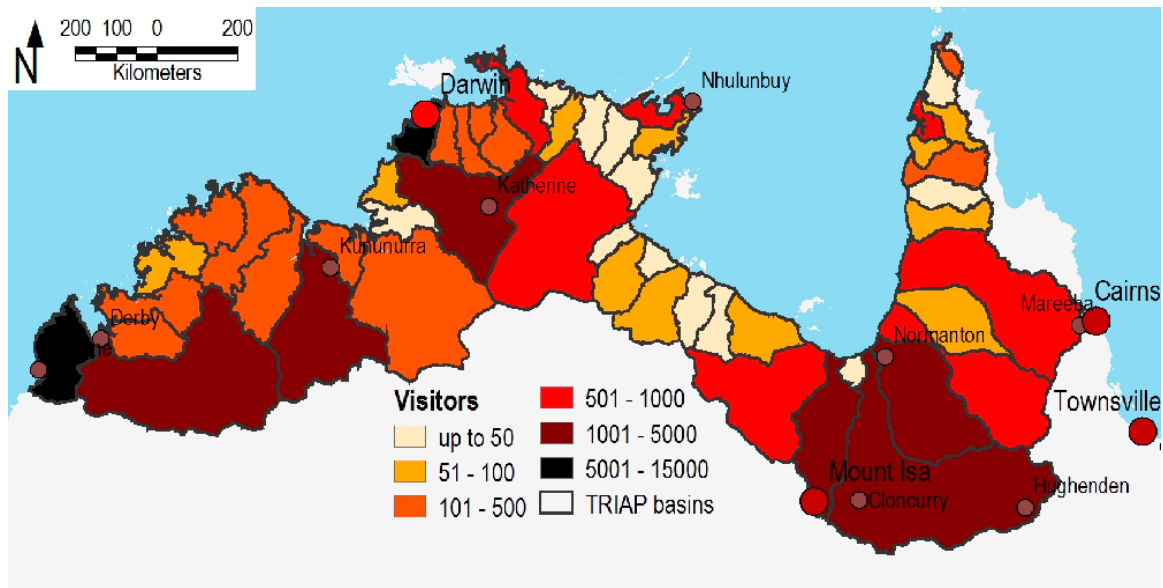 200 100 0 200
Kilometers
N
Darwin
Nhulunbuy
Katherine
Kununurra
Derby
Mareeba
Cairns
Normanton
Townsville
Mount Isa
Cloncurry
Hughenden
Visitors
up to 50
51 - 100
101 - 500
501 - 1000
1001 - 5000
5001 - 15000
TRIAP basins